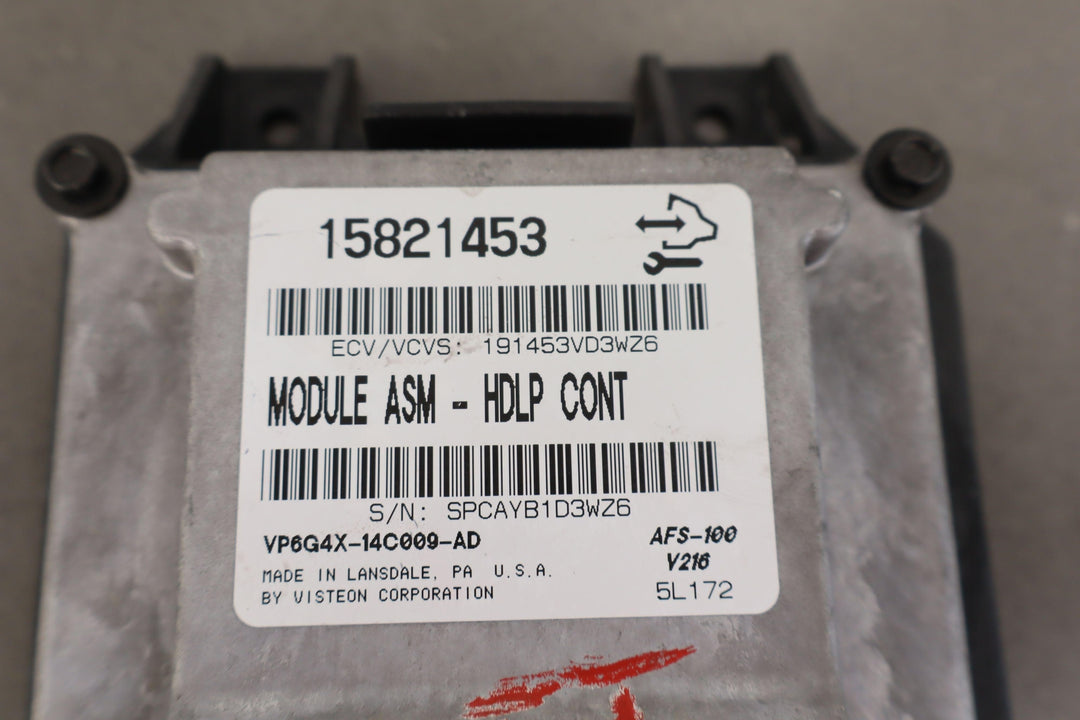 15821453
ECV/VCVS: 191453VD3WZ6
MODULE ASM - HDLP CONT
S/N: SPCAYB1D3WZ6
VP6G4X-14C009-AD AFS-100
V216
MADE IN LANSDALE, PA U.S.A.
BY VISTEON CORPORATION 5L172